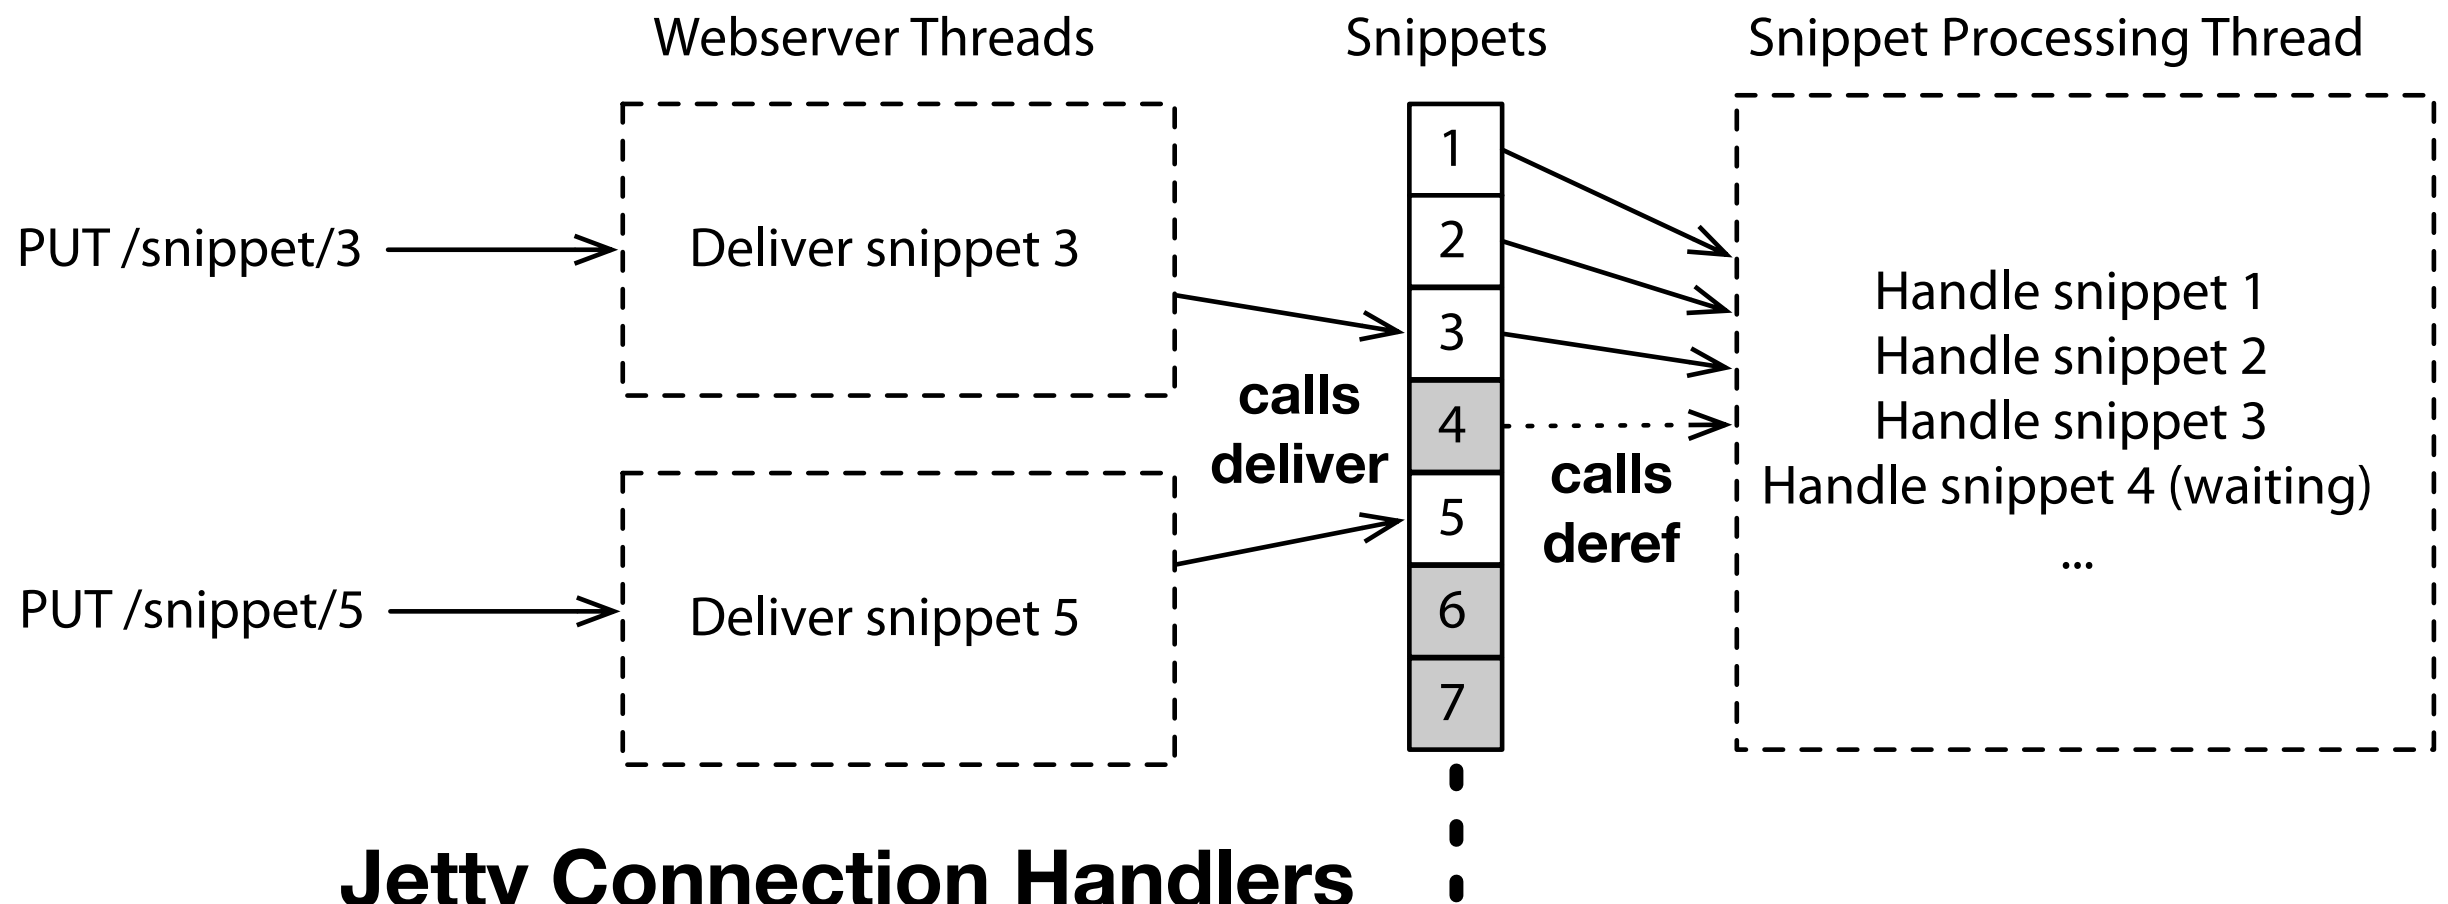 Webserver Threads
Snippets
Snippet Processing Thread
PUT /snippet/3
Deliver snippet 3
PUT /snippet/5
Deliver snippet 5
calls
deliver
1
2
3
4
5
6
7
calls
deref
Handle snippet 1
Handle snippet 2
Handle snippet 3
Handle snippet 4 (waiting)
...
Jetty Connection Handlers